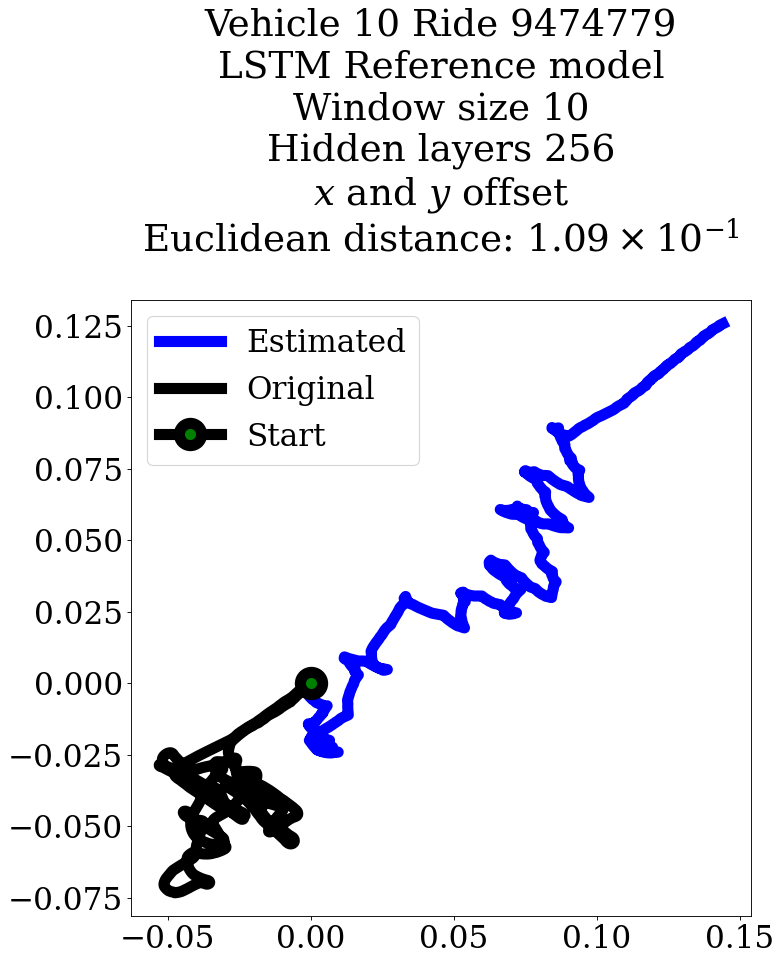 Vehicle 10 Ride 9474779
LSTM Reference model
Window size 10
Hidden layers 256
x and y offset
Euclidean distance: 1.09 × 10⁻¹
Estimated
Original
Start
0.125
0.100
0.075
0.050
0.025
0.000
−0.025
−0.050
−0.075
−0.05 0.00 0.05 0.10 0.15